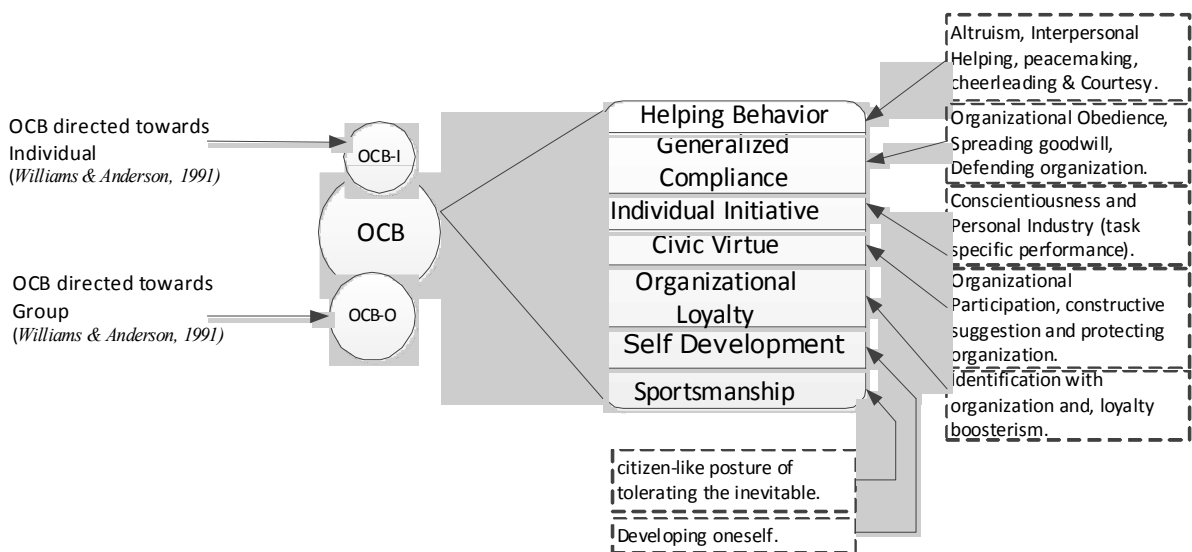 OCB directed towards
Individual
(Williams & Anderson, 1991)
OCB directed towards
Group
(Williams & Anderson, 1991)
OCB-I
OCB
OCB-O
Helping Behavior
Generalized
Compliance
Individual Initiative
Civic Virtue
Organizational
Loyalty
Self Development
Sportsmanship
Altruism, Interpersonal
Helping, peacemaking,
cheerleading & Courtesy.
Organizational Obedience,
Spreading goodwill,
Defending organization.
Conscientiousness and
Personal Industry (task
specific performance).
Organizational
Participation, constructive
suggestion and protecting
organization.
Identification with
organization and, loyalty
boosterism.
citizen-like posture of
tolerating the inevitable.
Developing oneself.